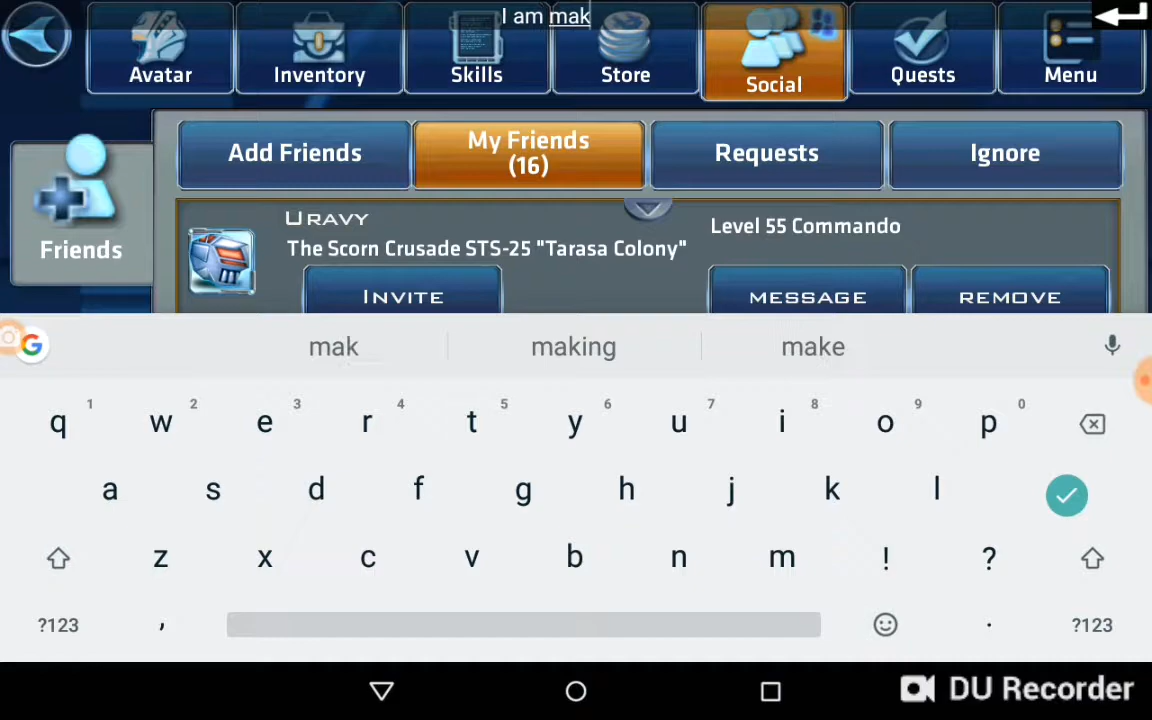 I am mak
Avatar
Inventory
Skills
Store
Social
Quests
Menu
Friends
Add Friends
My Friends
(16)
Requests
Ignore
Uravy
The Scorn Crusade STS-25 "Tarasa Colony"
Level 55 Commando
Invite
Message
Remove
G
mak making make
1 2 3 4 5 6 7 8 9 0
q w e r t y u i o p
a s d f g h j k l
z x c v b n m ! ?
?123 , . ?123
DU Recorder